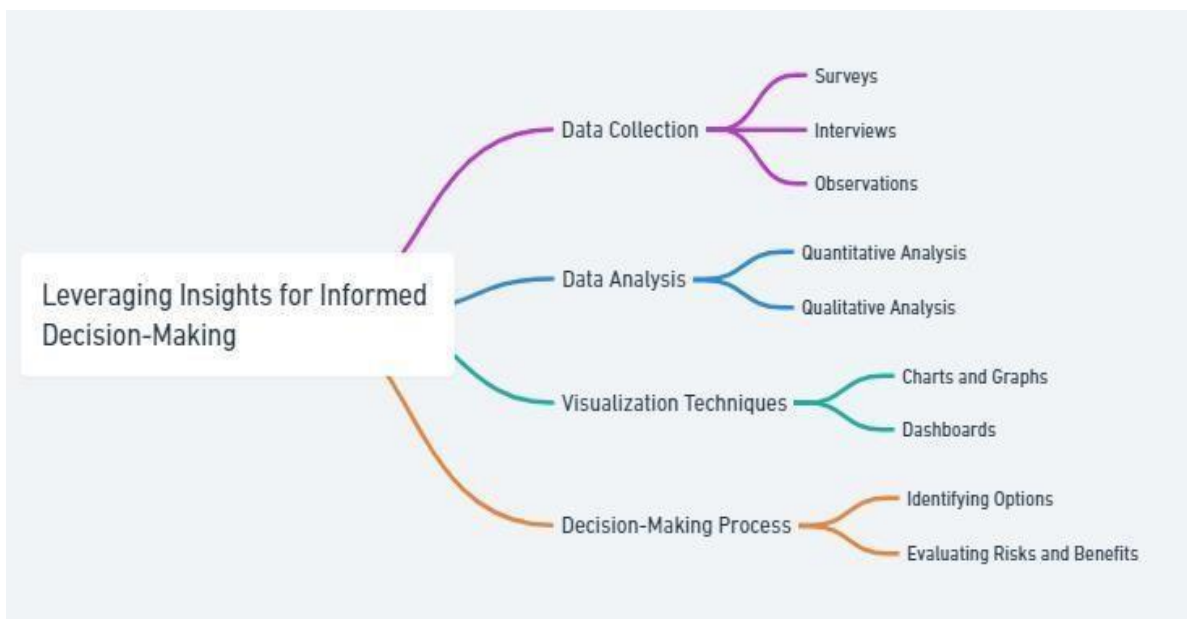 Leveraging Insights for Informed
Decision-Making
Data Collection
Surveys
Interviews
Observations
Data Analysis
Quantitative Analysis
Qualitative Analysis
Visualization Techniques
Charts and Graphs
Dashboards
Decision-Making Process
Identifying Options
Evaluating Risks and Benefits